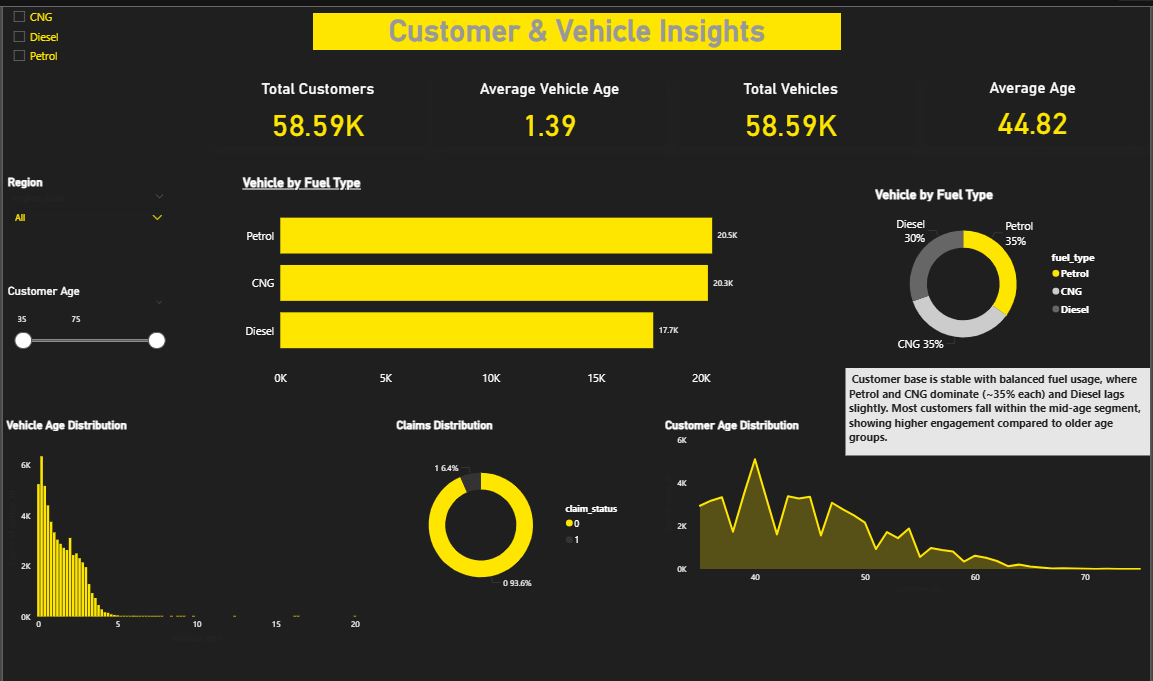 CNG
Diesel
Petrol
Customer & Vehicle Insights
Total Customers
58.59K
Average Vehicle Age
1.39
Total Vehicles
58.59K
Average Age
44.82
Region
All
Customer Age
35 75
Vehicle by Fuel Type
Petrol
20.5K
CNG
20.3K
Diesel
17.7K
0K 5K 10K 15K 20K
Vehicle by Fuel Type
Diesel
30%
Petrol
35%
CNG 35%
fuel_type
Petrol
CNG
Diesel
Customer base is stable with balanced fuel usage, where
Petrol and CNG dominate (~35% each) and Diesel lags
slightly. Most customers fall within the mid-age segment,
showing higher engagement compared to older age
groups.
Vehicle Age Distribution
6K
4K
2K
0K
0 5 10 15 20
Claims Distribution
1 6.4%
0 93.6%
claim_status
0
1
Customer Age Distribution
6K
4K
2K
0K
40 50 60 70